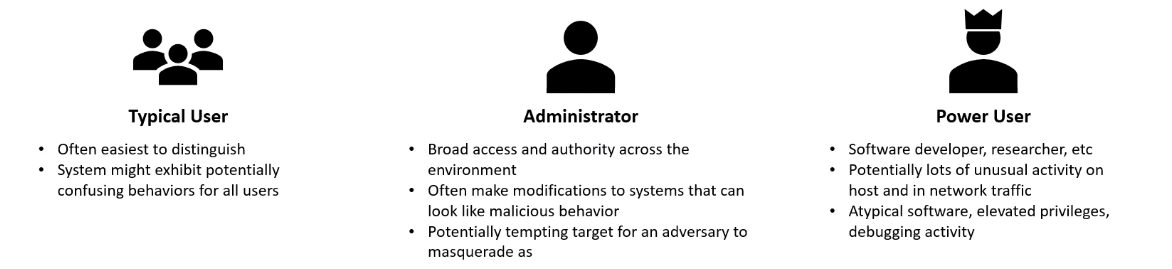 Typical User
• Often easiest to distinguish
• System might exhibit potentially
confusing behaviors for all users
Administrator
• Broad access and authority across the
environment
• Often make modifications to systems that can
look like malicious behavior
• Potentially tempting target for an adversary to
masquerade as
Power User
• Software developer, researcher, etc
• Potentially lots of unusual activity on
host and in network traffic
• Atypical software, elevated privileges,
debugging activity